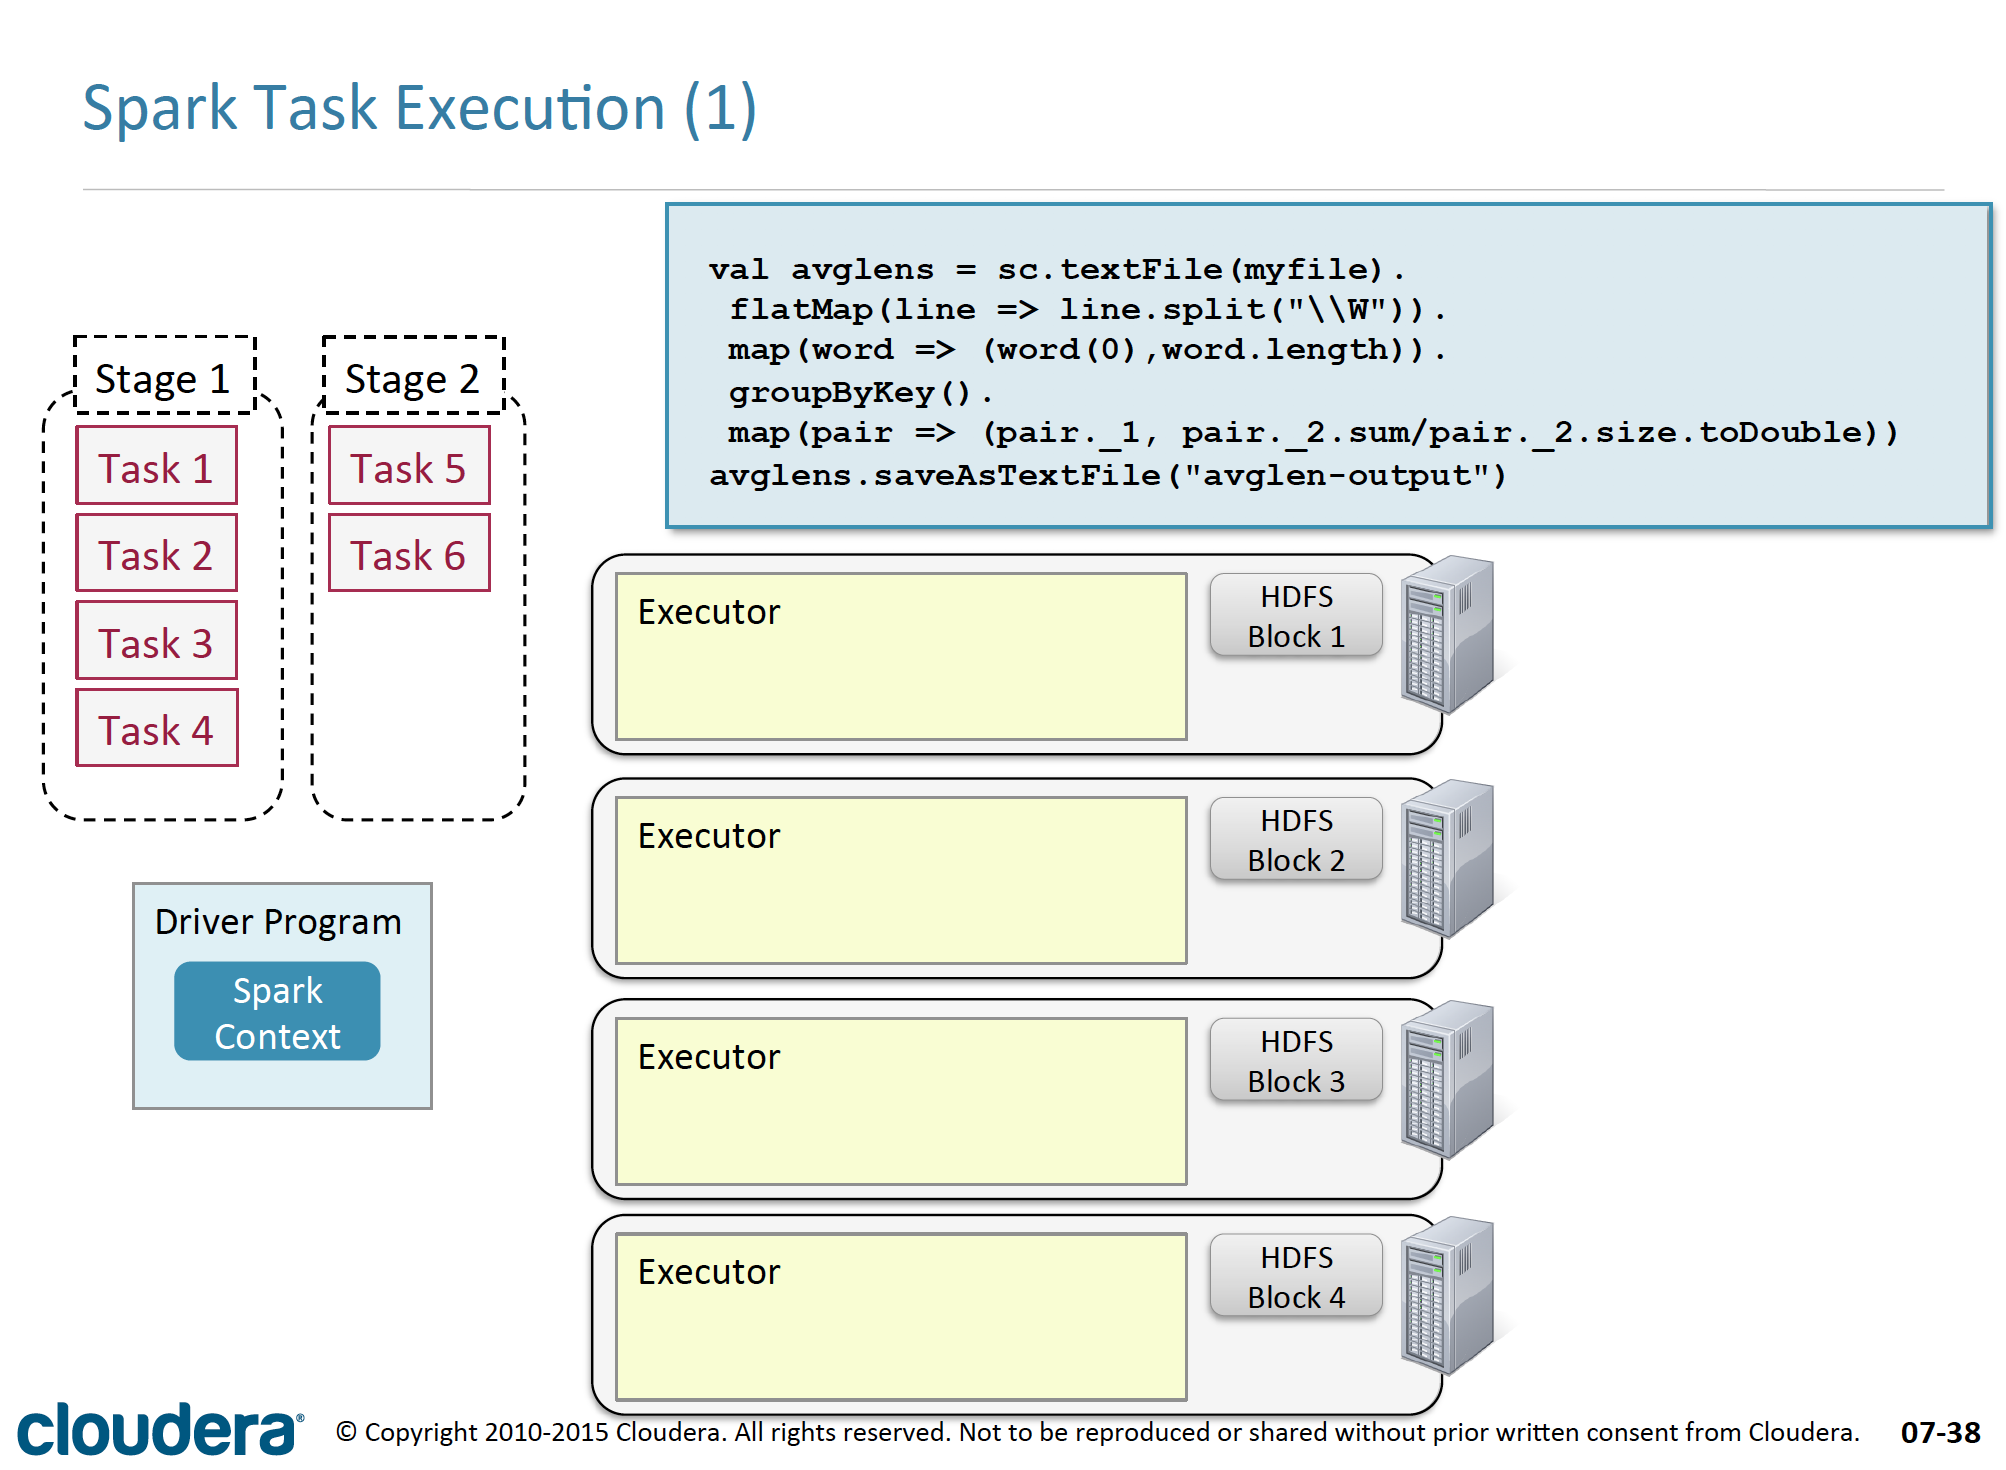 Spark Task Execution (1)
val avglens = sc.textFile(myfile).
 flatMap(line => line.split("\\W")).
 map(word => (word(0),word.length)).
 groupByKey().
 map(pair => (pair._1, pair._2.sum/pair._2.size.toDouble))
avglens.saveAsTextFile("avglen-output")
Stage 1
Task 1
Task 2
Task 3
Task 4
Stage 2
Task 5
Task 6
Driver Program
Spark
Context
Executor
HDFS
Block 1
Executor
HDFS
Block 2
Executor
HDFS
Block 3
Executor
HDFS
Block 4
cloudera®
© Copyright 2010-2015 Cloudera. All rights reserved. Not to be reproduced or shared without prior written consent from Cloudera.
07-38